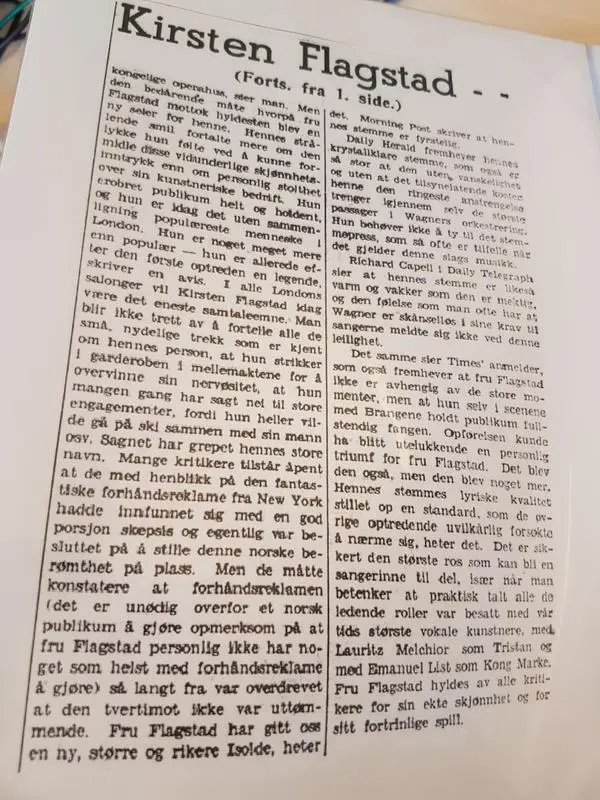 Kirsten Flagstad - -
(Forts. fra 1. side.)
kongelige operahus, sier man. Men
den bedårende måte hvorpå fru
Flagstad mottok hyldesten blev en
ny seier for henne. Hennes strå-
lende smil fortalte mere om den
lykke hun følte ved å kunne for-
midle disse vidunderlige skjønnhets-
inntrykk enn om personlig stolthet
over sin kunstneriske bedrift. Hun
erobret publikum helt og holdent,
og hun er idag det uten sammen-
ligning populæreste menneske i
London. Hun er noget meget mere
enn populær — hun er allerede ef-
ter den første optreden en legende,
skriver en avis. I alle Londons
salonger vil Kirsten Flagstad idag
være det eneste samtaleemne. Man
blir ikke trett av å fortelle alle de
små, nydelige trekk som er kjent
om hennes person, at hun strikker
i garderoben i mellemaktene for å
overvinne sin nervøsitet, at hun
mangen gang har sagt nei til store
engagementer, fordi hun heller vil-
de gå på ski sammen med sin mann
osv. Sagnet har grepet hennes store
navn. Mange kritikere tilstår åpent
at de med henblikk på den fantas-
tiske forhåndsreklame fra New York
hadde innfunnet sig med en god
porsjon skepsis og egentlig var be-
sluttet på å stille denne norske be-
rømthet på plass. Men de måtte
konstatere at forhåndsreklamen
(det er unødig overfor et norsk
publikum å gjøre opmerksom på at
fru Flagstad personlig ikke har no-
get som helst med forhåndsreklame
å gjøre) så langt fra var overdrevet
at den tvertimot ikke var uttøm-
mende. Fru Flagstad har gitt oss
en ny, større og rikere Isolde, heter
det. Morning Post skriver at hen-
nes stemme er fyrstelig.
Daily Herald fremhever hennes
krystallklare stemme, som også er
så stor at den uten vanskelighet
og uten at det tilsynelatende koster
henne den ringeste anstrengelse
trenger igjennem selv de største
passager i Wagners orkestrering.
Hun behøver ikke å ty til det stem-
mepress, som så ofte er tilfelle når
det gjelder denne slags musikk.
Richard Capell i Daily Telegraph
sier at hennes stemme er likeså
varm og vakker som den er mektig,
og den følelse som man ofte har at
Wagner er skånselløs i sine krav til
sangerne meldte sig ikke ved denne
leilighet.
Det samme sier Times' anmelder,
som også fremhever at fru Flagstad
ikke er avhengig av de store mo-
menter, men at hun selv i scenene
med Brangene holdt publikum full-
stendig fangen. Opførelsen kunde
ha blitt utelukkende en personlig
triumf for fru Flagstad. Det blev
den også, men den blev noget mer.
Hennes stemmes lyriske kvalitet
stillet op en standard, som de øv-
rige optredende uvilkårlig forsøkte
å nærme sig, heter det. Det er sik-
kert den største ros som kan bli en
sangerinne til del, især når man
betenker at praktisk talt alle de
ledende roller var besatt med vår
tids største vokale kunstnere, med
Lauritz Melchior som Tristan og
med Emanuel List som Kong Marke.
Fru Flagstad hyldes av alle kriti-
kere for sin ekte skjønnhet og for
sitt fortrinlige spill.